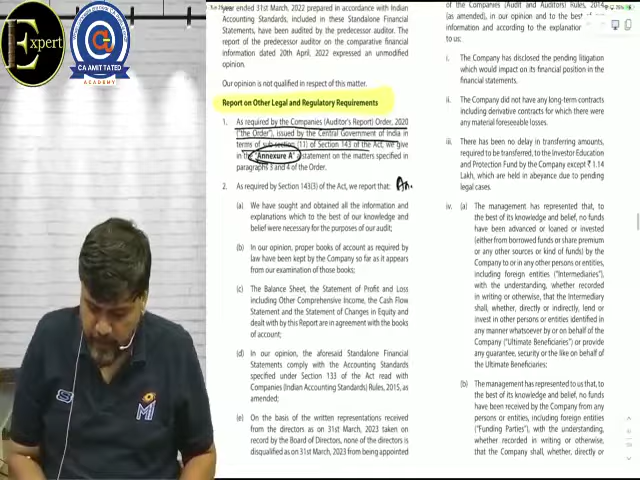 Expert
CA
CA AMIT TATED
ACADEMY
MI
year ended 31st March, 2022 prepared in accordance with Indian
Accounting Standards, included in these Standalone Financial
Statements, have been audited by the predecessor auditor. The
report of the predecessor auditor on the comparative financial
information dated 20th April, 2022 expressed an unmodified
opinion.
Our opinion is not qualified in respect of this matter.
Report on Other Legal and Regulatory Requirements
1. As required by the Companies (Auditor's Report) Order, 2020
("the Order"), issued by the Central Government of India in
terms of sub-section (11) of Section 143 of the Act, we give
in the "Annexure A" a statement on the matters specified in
paragraphs 3 and 4 of the Order.
2. As required by Section 143(3) of the Act, we report that:
(a) We have sought and obtained all the information and
explanations which to the best of our knowledge and
belief were necessary for the purposes of our audit;
(b) In our opinion, proper books of account as required by
law have been kept by the Company so far as it appears
from our examination of those books;
(c) The Balance Sheet, the Statement of Profit and Loss
including Other Comprehensive Income, the Cash Flow
Statement and the Statement of Changes in Equity and
dealt with by this Report are in agreement with the books
of account;
(d) In our opinion, the aforesaid Standalone Financial
Statements comply with the Accounting Standards
specified under Section 133 of the Act read with
Companies (Indian Accounting Standards) Rules, 2015, as
amended;
(e) On the basis of the written representations received
from the directors as on 31st March, 2023 taken on
record by the Board of Directors, none of the directors is
disqualified as on 31st March, 2023 from being appointed
of the Companies (Audit and Auditors) Rules, 2014
(as amended), in our opinion and to the best of
information and according to the explanation
to us:
i. The Company has disclosed the pending litigation
which would impact on its financial position in the
financial statements.
ii. The Company did not have any long-term contracts
including derivative contracts for which there were
any material foreseeable losses.
iii. There has been no delay in transferring amounts,
required to be transferred, to the Investor Education
and Protection Fund by the Company except ₹ 1.14
Lakh, which are held in abeyance due to pending
legal cases.
iv. (a) The management has represented that, to
the best of its knowledge and belief, no funds
have been advanced or loaned or invested
(either from borrowed funds or share premium
or any other sources or kind of funds) by the
Company to or in any other persons or entities,
including foreign entities ("Intermediaries"),
with the understanding, whether recorded
in writing or otherwise, that the Intermediary
shall, whether, directly or indirectly, lend or
invest in other persons or entities identified in
any manner whatsoever by or on behalf of the
Company ("Ultimate Beneficiaries") or provide
any guarantee, security or the like on behalf of
the Ultimate Beneficiaries;
(b) The management has represented to us that, to
the best of its knowledge and belief, no funds
have been received by the Company from any
persons or entities, including foreign entities
("Funding Parties"), with the understanding,
whether recorded in writing or otherwise,
that the Company shall, whether, directly or